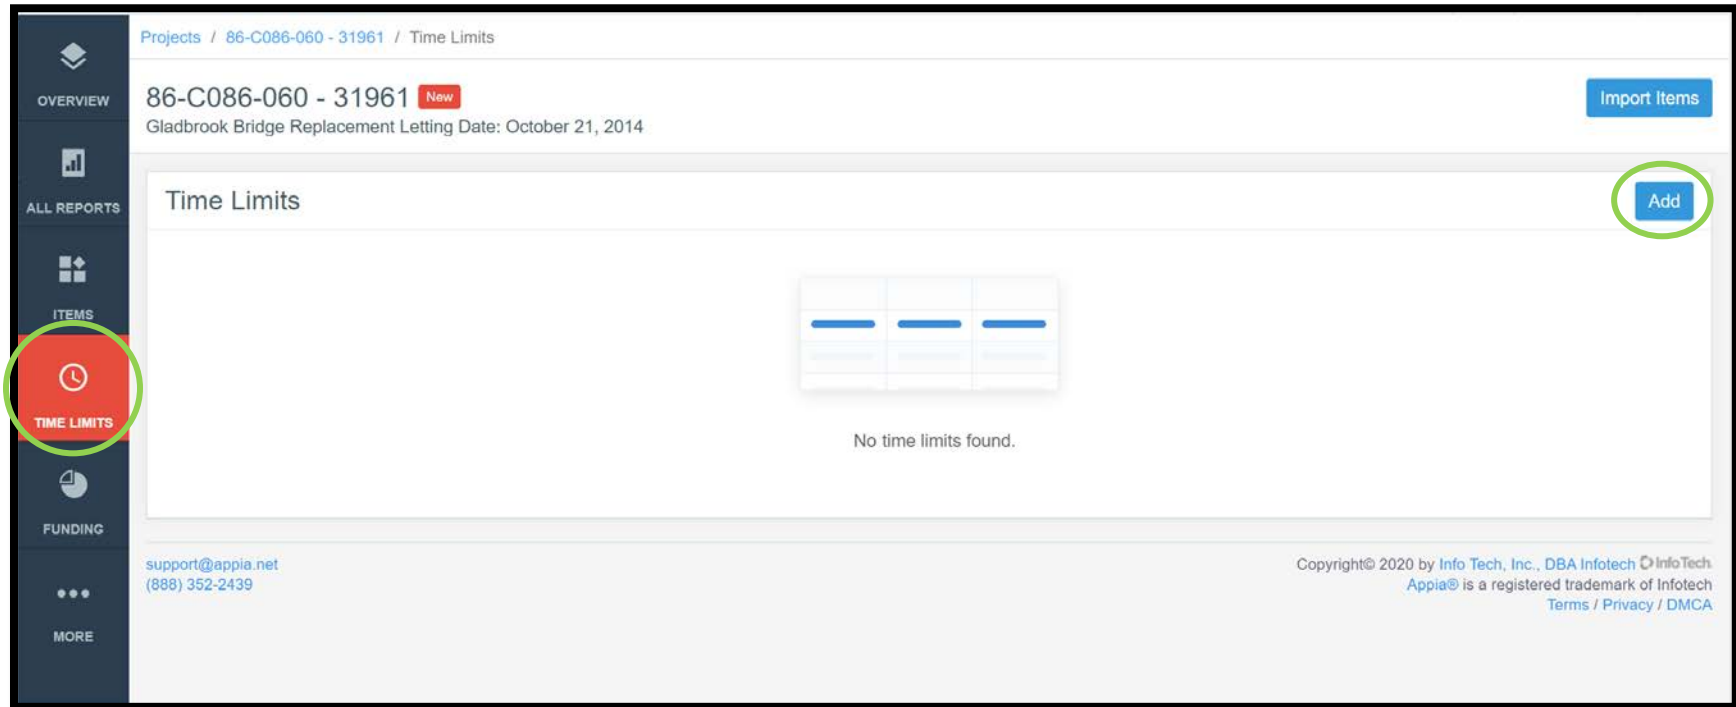 Projects / 86-C086-060 - 31961 / Time Limits
OVERVIEW
86-C086-060 - 31961 New
Import Items
Gladbrook Bridge Replacement Letting Date: October 21, 2014
ALL REPORTS
Time Limits
Add
ITEMS
TIME LIMITS
No time limits found.
FUNDING
support@appia.net
(888) 352-2439
Copyright© 2020 by Info Tech, Inc., DBA Infotech InfoTech
Appia® is a registered trademark of Infotech
Terms / Privacy / DMCA
MORE